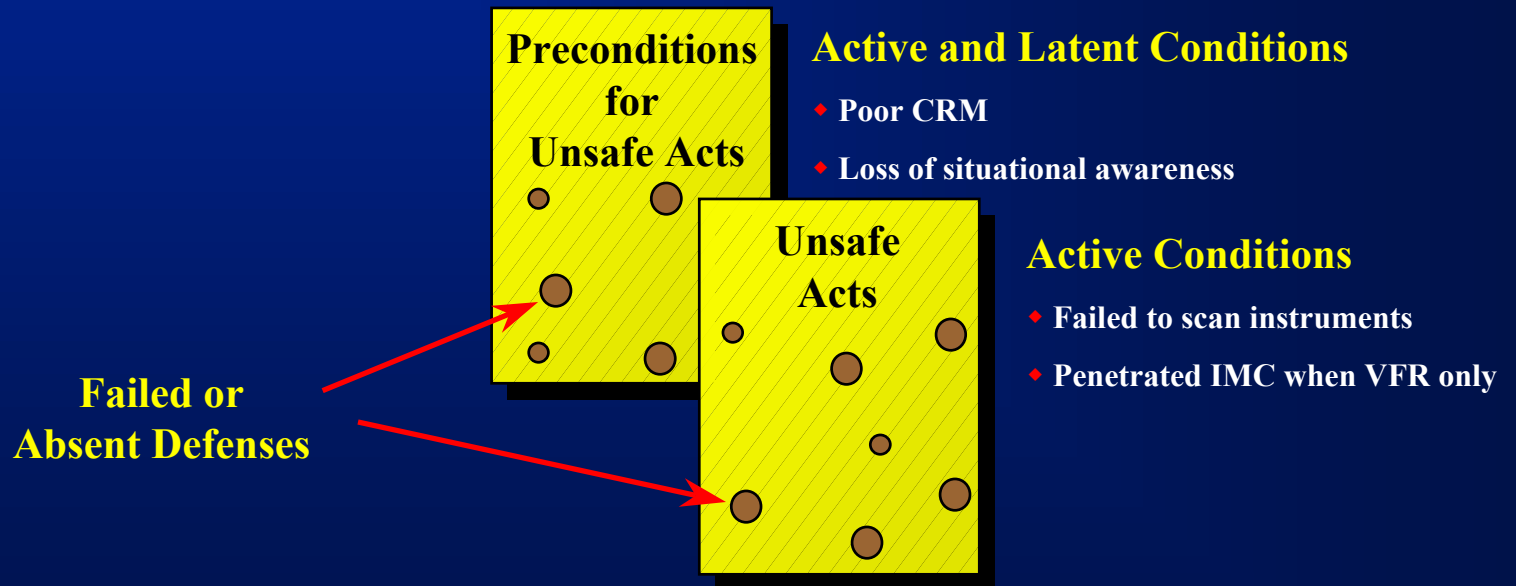 Preconditions
for
Unsafe Acts
Active and Latent Conditions
Poor CRM
Loss of situational awareness
Unsafe
Acts
Active Conditions
Failed to scan instruments
Penetrated IMC when VFR only
Failed or
Absent Defenses